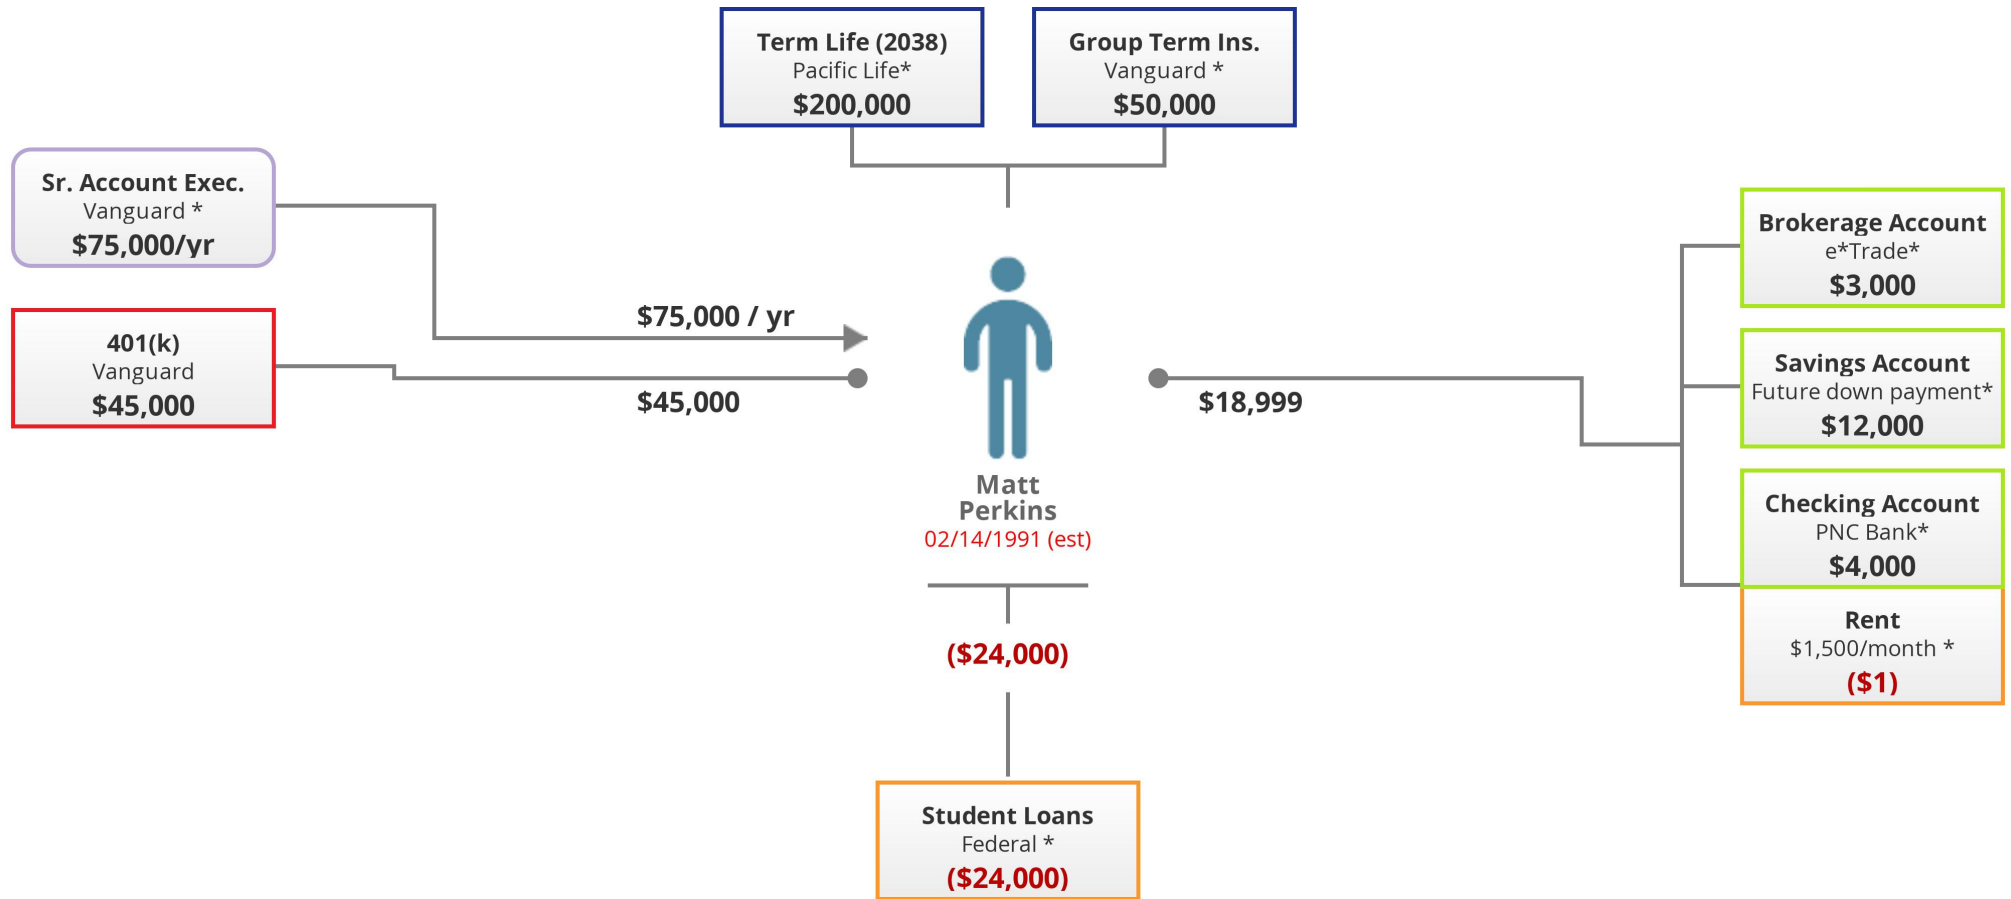 Term Life (2038)
Pacific Life*
$200,000
Group Term Ins.
Vanguard *
$50,000
Sr. Account Exec.
Vanguard *
$75,000/yr
401(k)
Vanguard
$45,000
$75,000 / yr
$45,000
Matt
Perkins
02/14/1991 (est)
$18,999
Brokerage Account
e*Trade*
$3,000
Savings Account
Future down payment*
$12,000
Checking Account
PNC Bank*
$4,000
Rent
$1,500/month *
($1)
($24,000)
Student Loans
Federal *
($24,000)